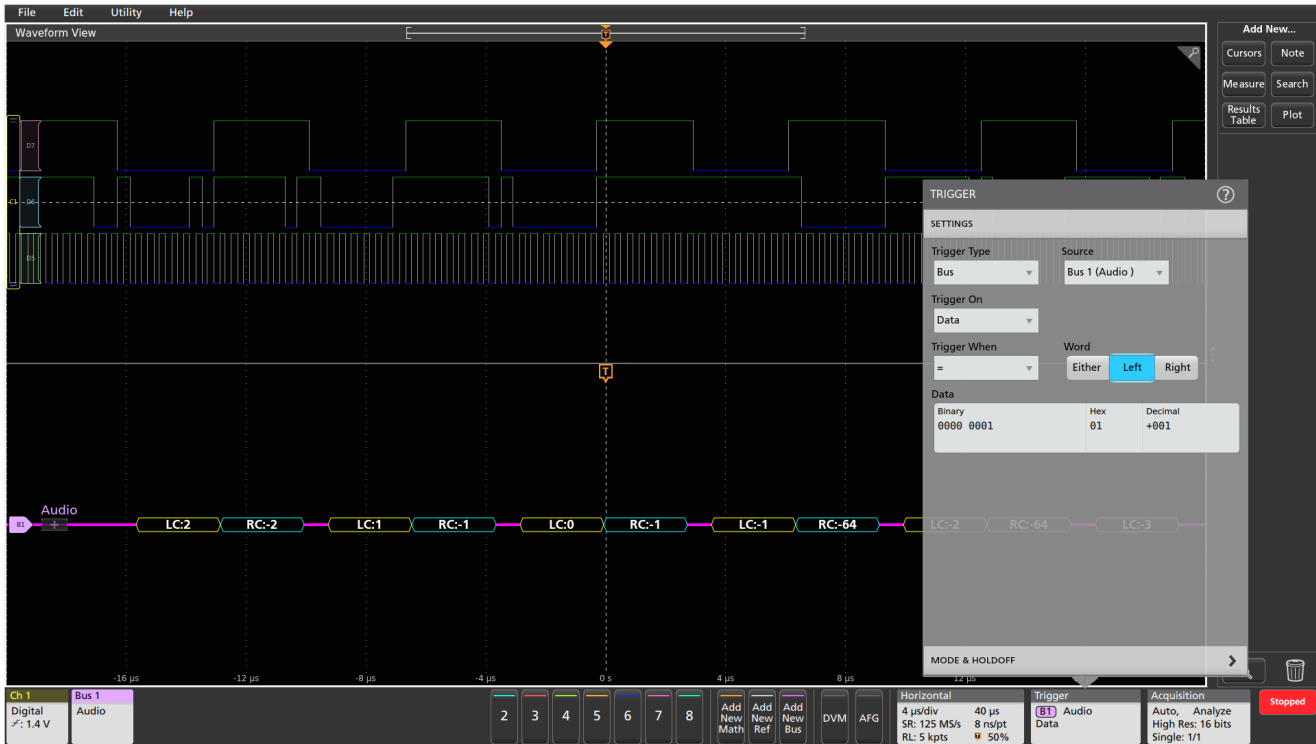 File Edit Utility Help
Waveform View
Add New...
Cursors Note
Measure Search
Results Table Plot
T
D7
C1 D6
D5
TRIGGER ?
SETTINGS
Trigger Type Source
Bus Bus 1 (Audio )
Trigger On
Data
Trigger When Word
= Either Left Right
Data
Binary Hex Decimal
0000 0001 01 +001
T
Audio
B1 + LC:2 RC:-2 LC:1 RC:-1 LC:0 RC:-1 LC:-1 RC:-64 LC:-2 RC:-64 LC:-3
MODE & HOLDOFF
-16 µs -12 µs -8 µs -4 µs 0 s 4 µs 8 µs 12 µs
Ch 1 Bus 1 Horizontal Trigger Acquisition
Digital Audio 4 µs/div 40 µs B1 Audio Auto, Analyze
1.4 V SR: 125 MS/s 8 ns/pt Data High Res: 16 bits
RL: 5 kpts 50% Single: 1/1
2 3 4 5 6 7 8
Add New Math
Add New Ref
Add New Bus
DVM AFG
Stopped